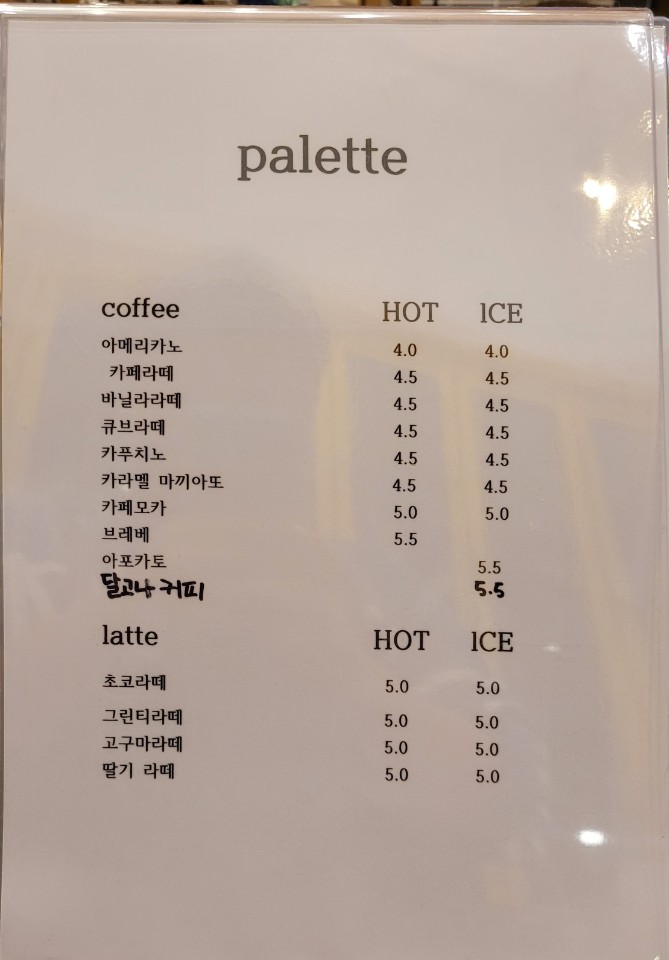 palette
coffee HOT ICE
아메리카노 4.0 4.0
카페라떼 4.5 4.5
바닐라라떼 4.5 4.5
큐브라떼 4.5 4.5
카푸치노 4.5 4.5
카라멜 마끼아또 4.5 4.5
카페모카 5.0 5.0
브레베 5.5
아포카토 5.5
달고나 커피 5.5
latte HOT ICE
초코라떼 5.0 5.0
그린티라떼 5.0 5.0
고구마라떼 5.0 5.0
딸기 라떼 5.0 5.0